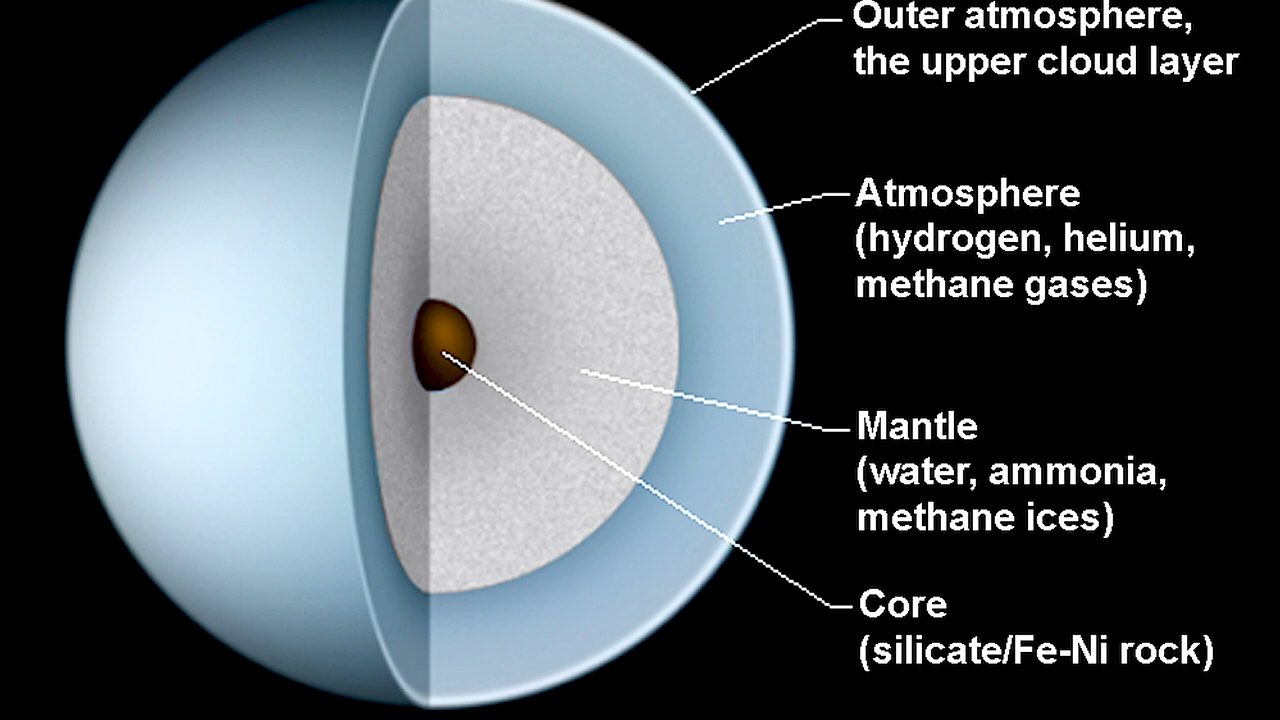 Outer atmosphere,
the upper cloud layer
Atmosphere
(hydrogen, helium,
methane gases)
Mantle
(water, ammonia,
methane ices)
Core
(silicate/Fe-Ni rock)